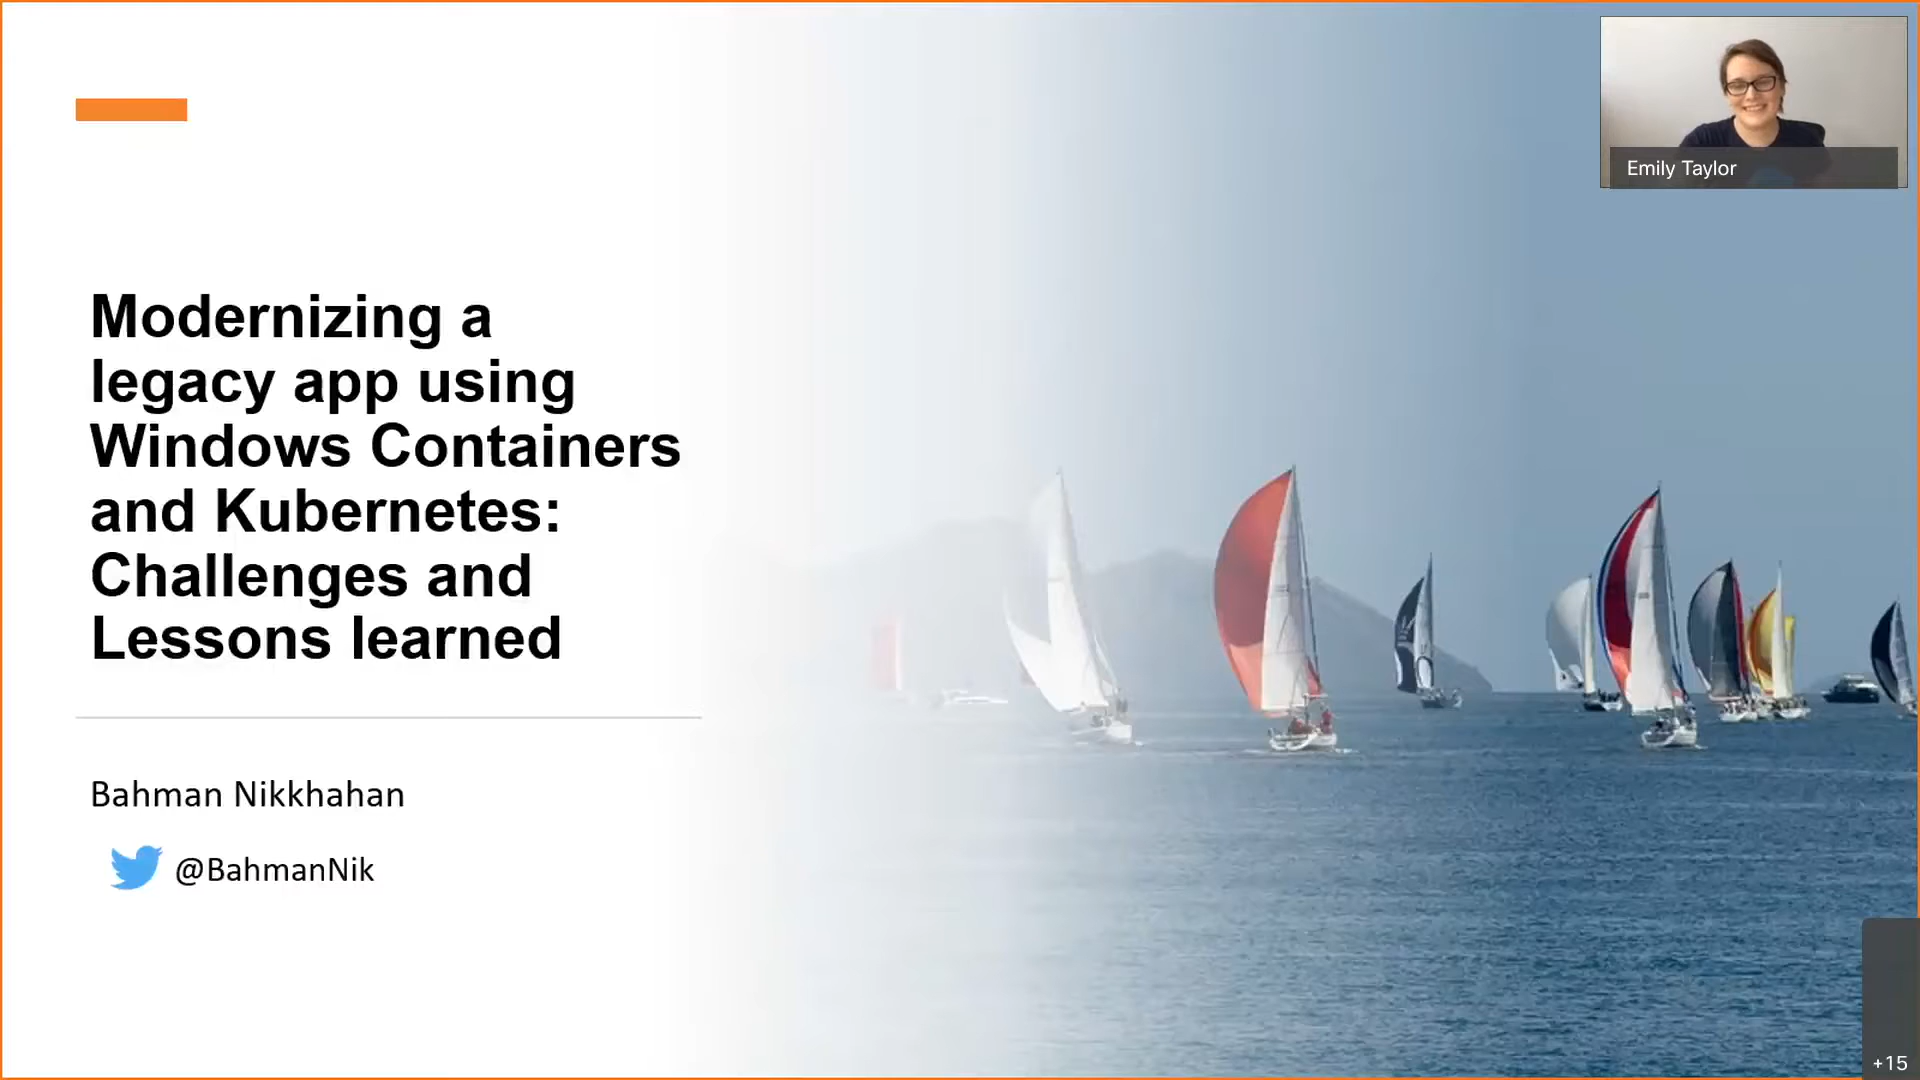 Emily Taylor
Modernizing a
legacy app using
Windows Containers
and Kubernetes:
Challenges and
Lessons learned
Bahman Nikkhahan
@BahmanNik
+15